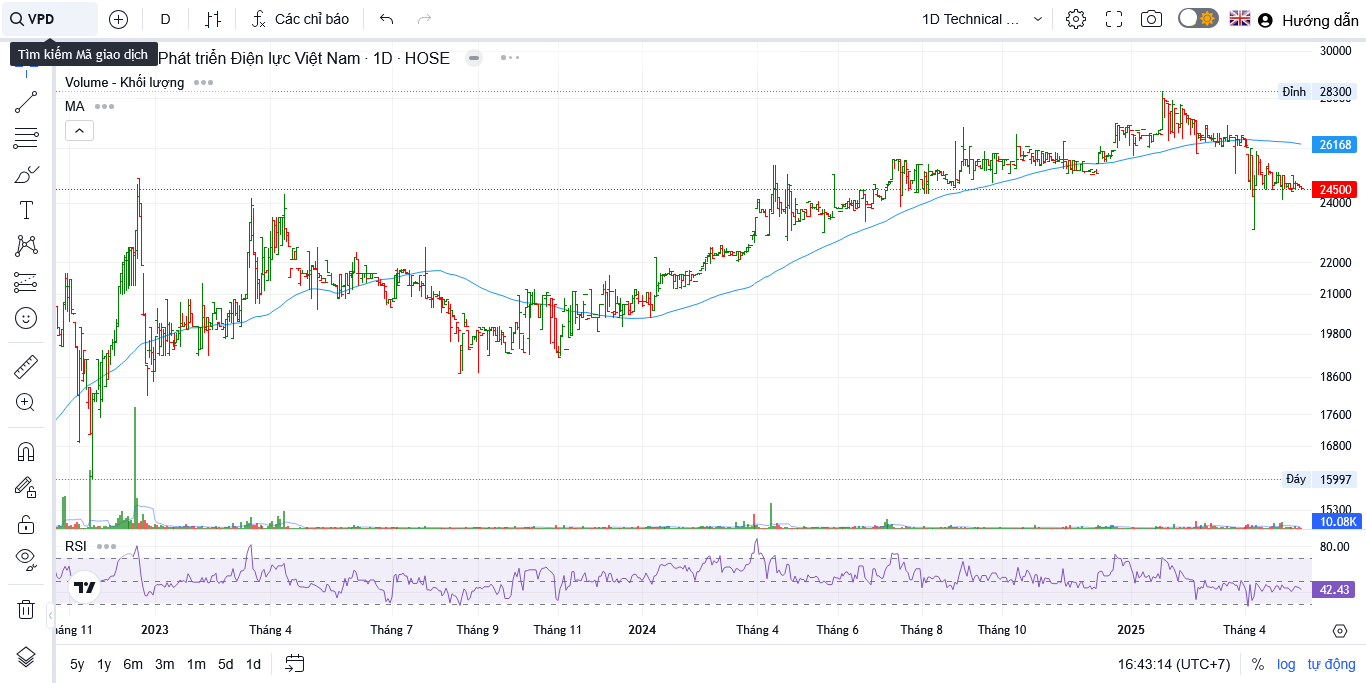 VPD D Các chỉ báo 1D Technical ... Hướng dẫn
Tìm kiếm Mã giao dịch
Phát triển Điện lực Việt Nam · 1D · HOSE
Volume - Khối lượng
MA
30000
Đỉnh 28300
26168
24500
24000
22000
21000
19800
18600
17600
16800
Đáy 15997
15300
10.08K
RSI
80.00
42.43
háng 11 2023 Tháng 4 Tháng 7 Tháng 9 Tháng 11 2024 Tháng 4 Tháng 6 Tháng 8 Tháng 10 2025 Tháng 4
5y 1y 6m 3m 1m 5d 1d 16:43:14 (UTC+7) % log tự động